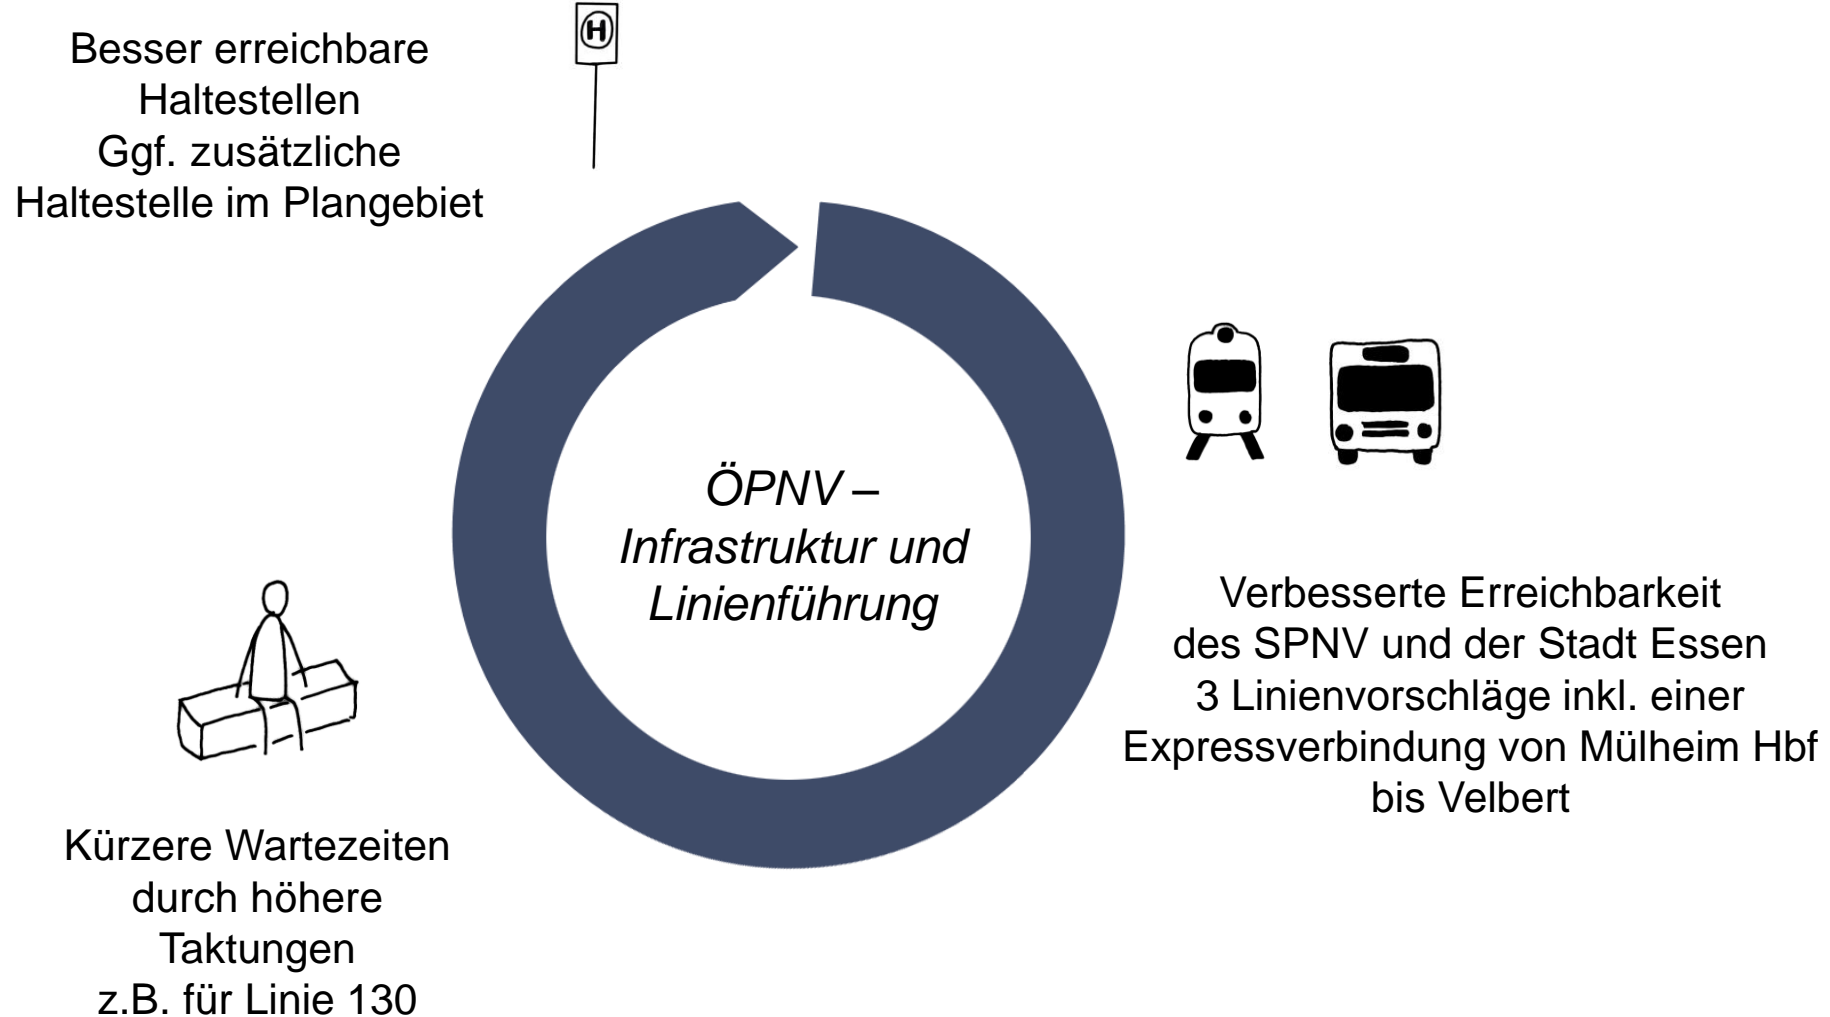 Besser erreichbare
Haltestellen
Ggf. zusätzliche
Haltestelle im Plangebiet
H
ÖPNV –
Infrastruktur und
Linienführung
Verbesserte Erreichbarkeit
des SPNV und der Stadt Essen
3 Linienvorschläge inkl. einer
Expressverbindung von Mülheim Hbf
bis Velbert
Kürzere Wartezeiten
durch höhere
Taktungen
z.B. für Linie 130